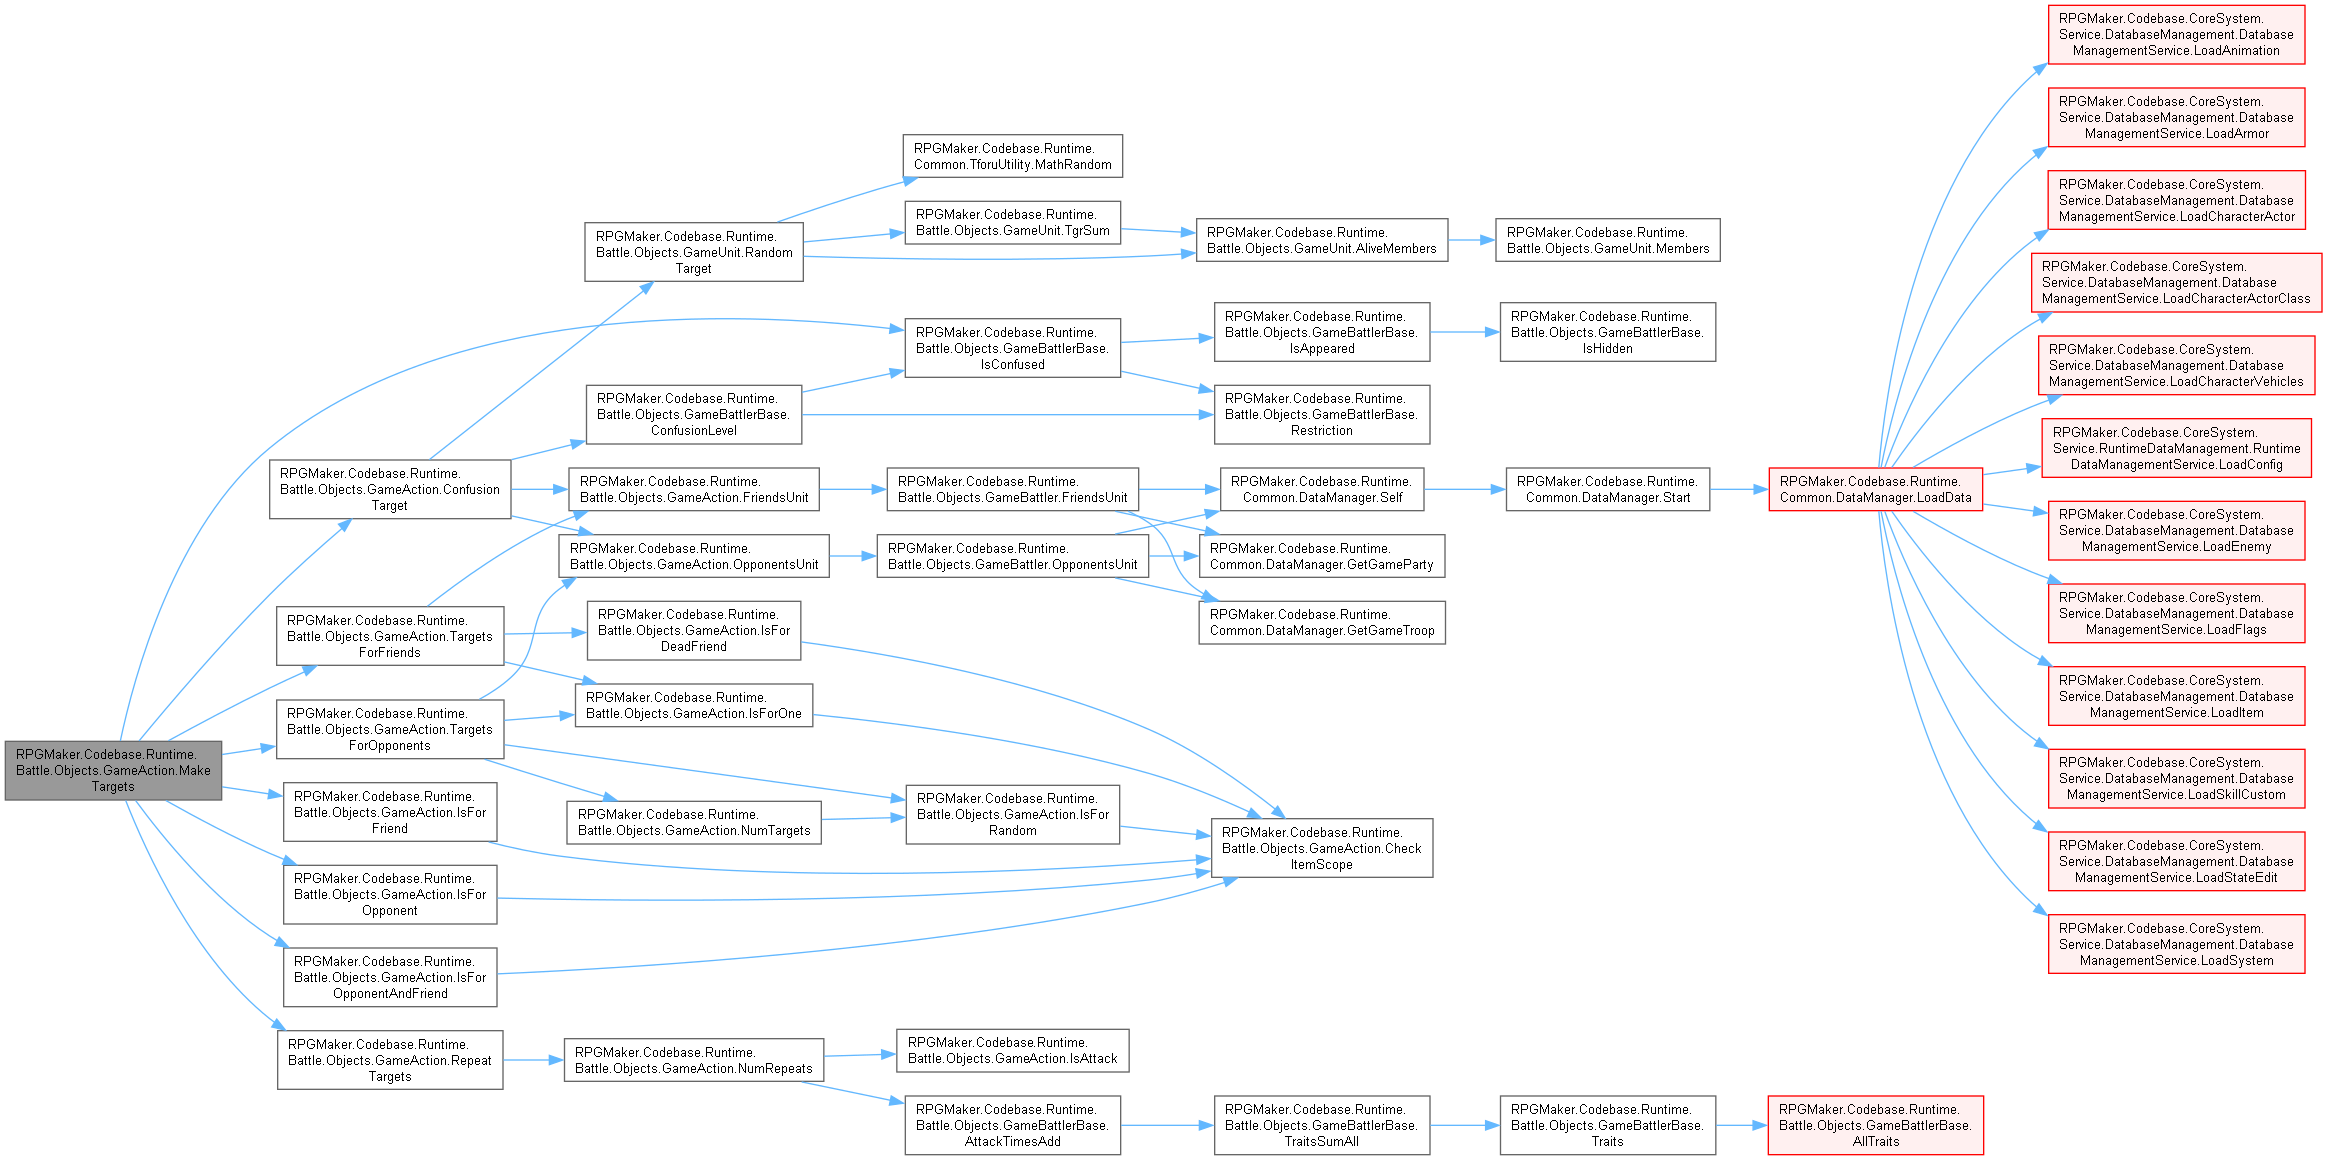 RPGMaker.Codebase.Runtime.
Battle.Objects.GameAction.Make
Targets
RPGMaker.Codebase.Runtime.
Battle.Objects.GameAction.Confusion
Target
RPGMaker.Codebase.Runtime.
Battle.Objects.GameAction.Targets
ForFriends
RPGMaker.Codebase.Runtime.
Battle.Objects.GameAction.Targets
ForOpponents
RPGMaker.Codebase.Runtime.
Battle.Objects.GameAction.IsFor
Friend
RPGMaker.Codebase.Runtime.
Battle.Objects.GameAction.IsFor
Opponent
RPGMaker.Codebase.Runtime.
Battle.Objects.GameAction.IsFor
OpponentAndFriend
RPGMaker.Codebase.Runtime.
Battle.Objects.GameAction.Repeat
Targets
RPGMaker.Codebase.Runtime.
Battle.Objects.GameUnit.Random
Target
RPGMaker.Codebase.Runtime.
Battle.Objects.GameBattlerBase.
ConfusionLevel
RPGMaker.Codebase.Runtime.
Battle.Objects.GameAction.FriendsUnit
RPGMaker.Codebase.Runtime.
Battle.Objects.GameAction.OpponentsUnit
RPGMaker.Codebase.Runtime.
Battle.Objects.GameAction.IsFor
DeadFriend
RPGMaker.Codebase.Runtime.
Battle.Objects.GameAction.IsForOne
RPGMaker.Codebase.Runtime.
Battle.Objects.GameAction.NumTargets
RPGMaker.Codebase.Runtime.
Battle.Objects.GameAction.NumRepeats
RPGMaker.Codebase.Runtime.
Common.TforuUtility.MathRandom
RPGMaker.Codebase.Runtime.
Battle.Objects.GameUnit.TgrSum
RPGMaker.Codebase.Runtime.
Battle.Objects.GameBattlerBase.
IsConfused
RPGMaker.Codebase.Runtime.
Battle.Objects.GameBattler.FriendsUnit
RPGMaker.Codebase.Runtime.
Battle.Objects.GameBattler.OpponentsUnit
RPGMaker.Codebase.Runtime.
Battle.Objects.GameAction.IsFor
Random
RPGMaker.Codebase.Runtime.
Battle.Objects.GameAction.IsAttack
RPGMaker.Codebase.Runtime.
Battle.Objects.GameBattlerBase.
AttackTimesAdd
RPGMaker.Codebase.Runtime.
Battle.Objects.GameUnit.AliveMembers
RPGMaker.Codebase.Runtime.
Battle.Objects.GameBattlerBase.
IsAppeared
RPGMaker.Codebase.Runtime.
Battle.Objects.GameBattlerBase.
Restriction
RPGMaker.Codebase.Runtime.
Common.DataManager.Self
RPGMaker.Codebase.Runtime.
Common.DataManager.GetGameParty
RPGMaker.Codebase.Runtime.
Common.DataManager.GetGameTroop
RPGMaker.Codebase.Runtime.
Battle.Objects.GameAction.Check
ItemScope
RPGMaker.Codebase.Runtime.
Battle.Objects.GameBattlerBase.
TraitsSumAll
RPGMaker.Codebase.Runtime.
Battle.Objects.GameUnit.Members
RPGMaker.Codebase.Runtime.
Battle.Objects.GameBattlerBase.
IsHidden
RPGMaker.Codebase.Runtime.
Common.DataManager.Start
RPGMaker.Codebase.Runtime.
Battle.Objects.GameBattlerBase.
Traits
RPGMaker.Codebase.Runtime.
Common.DataManager.LoadData
RPGMaker.Codebase.Runtime.
Battle.Objects.GameBattlerBase.
AllTraits
RPGMaker.Codebase.CoreSystem.
Service.DatabaseManagement.Database
ManagementService.LoadAnimation
RPGMaker.Codebase.CoreSystem.
Service.DatabaseManagement.Database
ManagementService.LoadArmor
RPGMaker.Codebase.CoreSystem.
Service.DatabaseManagement.Database
ManagementService.LoadCharacterActor
RPGMaker.Codebase.CoreSystem.
Service.DatabaseManagement.Database
ManagementService.LoadCharacterActorClass
RPGMaker.Codebase.CoreSystem.
Service.DatabaseManagement.Database
ManagementService.LoadCharacterVehicles
RPGMaker.Codebase.CoreSystem.
Service.RuntimeDataManagement.Runtime
DataManagementService.LoadConfig
RPGMaker.Codebase.CoreSystem.
Service.DatabaseManagement.Database
ManagementService.LoadEnemy
RPGMaker.Codebase.CoreSystem.
Service.DatabaseManagement.Database
ManagementService.LoadFlags
RPGMaker.Codebase.CoreSystem.
Service.DatabaseManagement.Database
ManagementService.LoadItem
RPGMaker.Codebase.CoreSystem.
Service.DatabaseManagement.Database
ManagementService.LoadSkillCustom
RPGMaker.Codebase.CoreSystem.
Service.DatabaseManagement.Database
ManagementService.LoadStateEdit
RPGMaker.Codebase.CoreSystem.
Service.DatabaseManagement.Database
ManagementService.LoadSystem